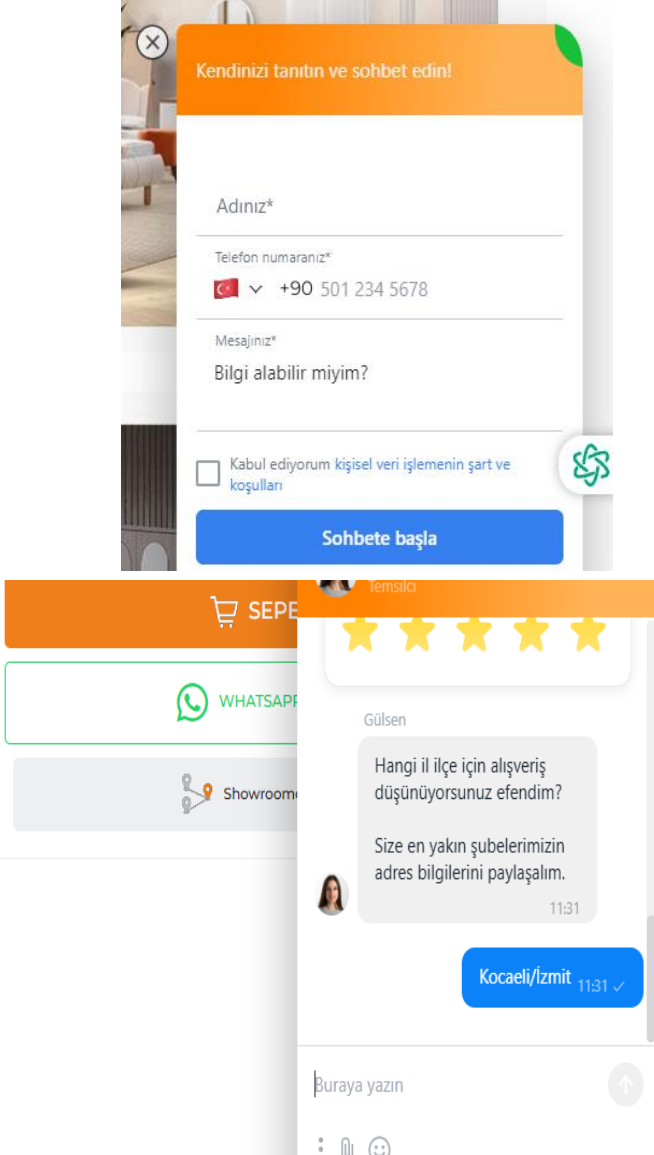 Kendinizi tanıtın ve sohbet edin!
Adınız*
Telefon numaranız*
+90 501 234 5678
Mesajınız*
Bilgi alabilir miyim?
Kabul ediyorum kişisel veri işlemenin şart ve
koşulları
Sohbete başla
SEPE
WHATSAPP
Showroom
Temsilci
Gülsen
Hangi il ilçe için alışveriş
düşünüyorsunuz efendim?
Size en yakın şubelerimizin
adres bilgilerini paylaşalım.
11:31
Kocaeli/İzmit 11:31
Buraya yazın